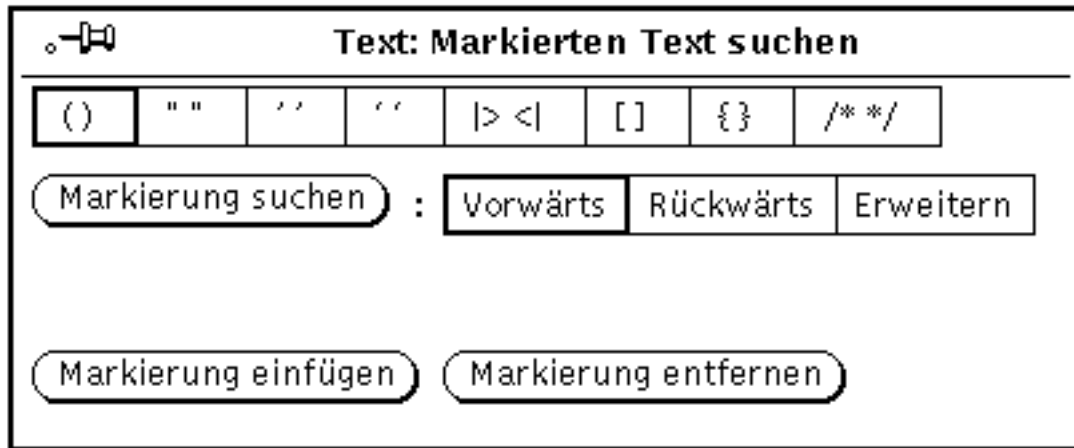 Text: Markierten Text suchen
() " " ′ ′ ‘ ‘ |> <| [ ] { } /* */
Markierung suchen : Vorwärts Rückwärts Erweitern
Markierung einfügen Markierung entfernen